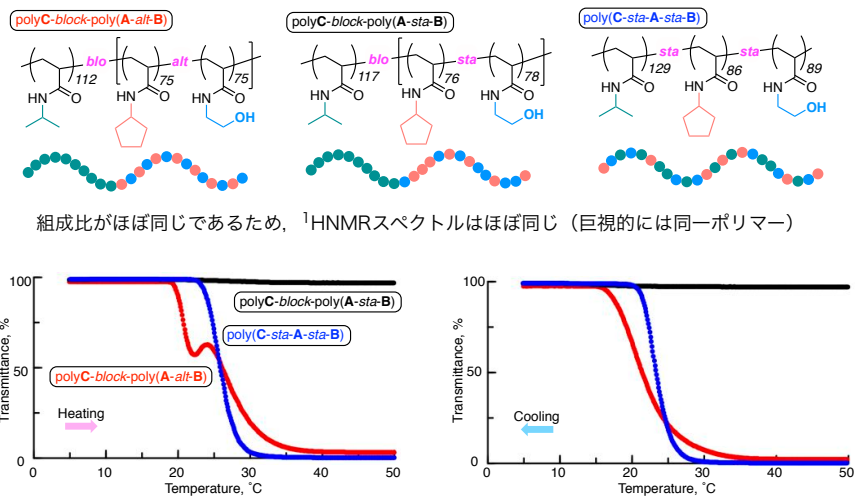 polyC-block-poly(A-alt-B)
polyC-block-poly(A-sta-B)
poly(C-sta-A-sta-B)
112 blo 75 alt 75
117 blo 76 sta 78
129 sta 86 sta 89
HN O HN O HN O
HN O HN O HN O
HN O HN O HN O
OH
OH
OH
組成比がほぼ同じであるため，1HNMRスペクトルはほぼ同じ（巨視的には同一ポリマー）
Transmittance, %
100
50
0
polyC-block-poly(A-sta-B)
poly(C-sta-A-sta-B)
polyC-block-poly(A-alt-B)
Heating
0 10 20 30 40 50
Temperature, ˚C
Transmittance, %
100
50
0
Cooling
0 10 20 30 40 50
Temperature, ˚C